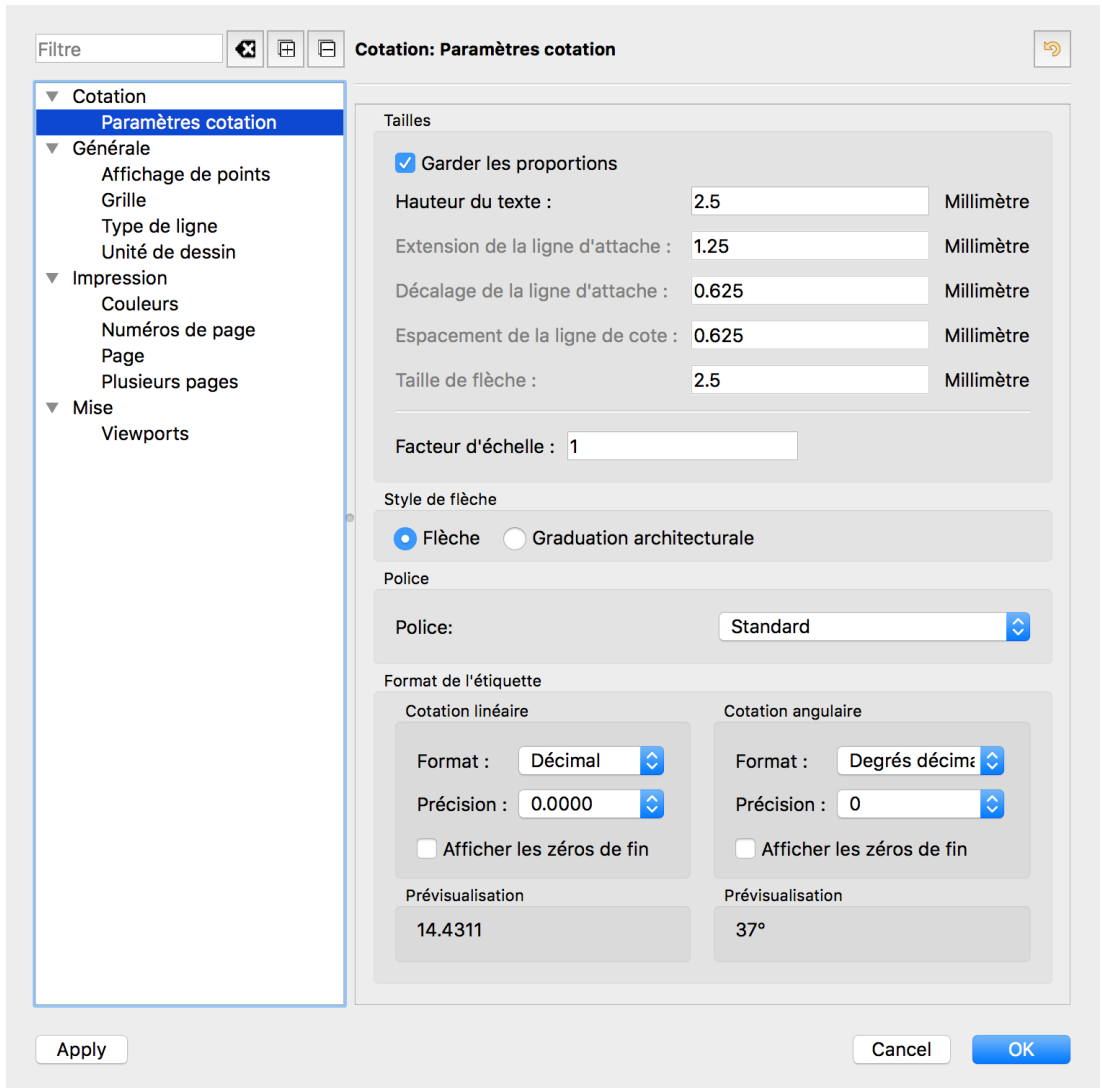 Filtre
Cotation: Paramètres cotation
Cotation
Paramètres cotation
Générale
Affichage de points
Grille
Type de ligne
Unité de dessin
Impression
Couleurs
Numéros de page
Page
Plusieurs pages
Mise
Viewports
Tailles
Garder les proportions
Hauteur du texte : 2.5 Millimètre
Extension de la ligne d'attache : 1.25 Millimètre
Décalage de la ligne d'attache : 0.625 Millimètre
Espacement de la ligne de cote : 0.625 Millimètre
Taille de flèche : 2.5 Millimètre
Facteur d'échelle : 1
Style de flèche
Flèche Graduation architecturale
Police
Police: Standard
Format de l'étiquette
Cotation linéaire
Format : Décimal
Précision : 0.0000
Afficher les zéros de fin
Prévisualisation
14.4311
Cotation angulaire
Format : Degrés décima
Précision : 0
Afficher les zéros de fin
Prévisualisation
37°
Apply Cancel OK